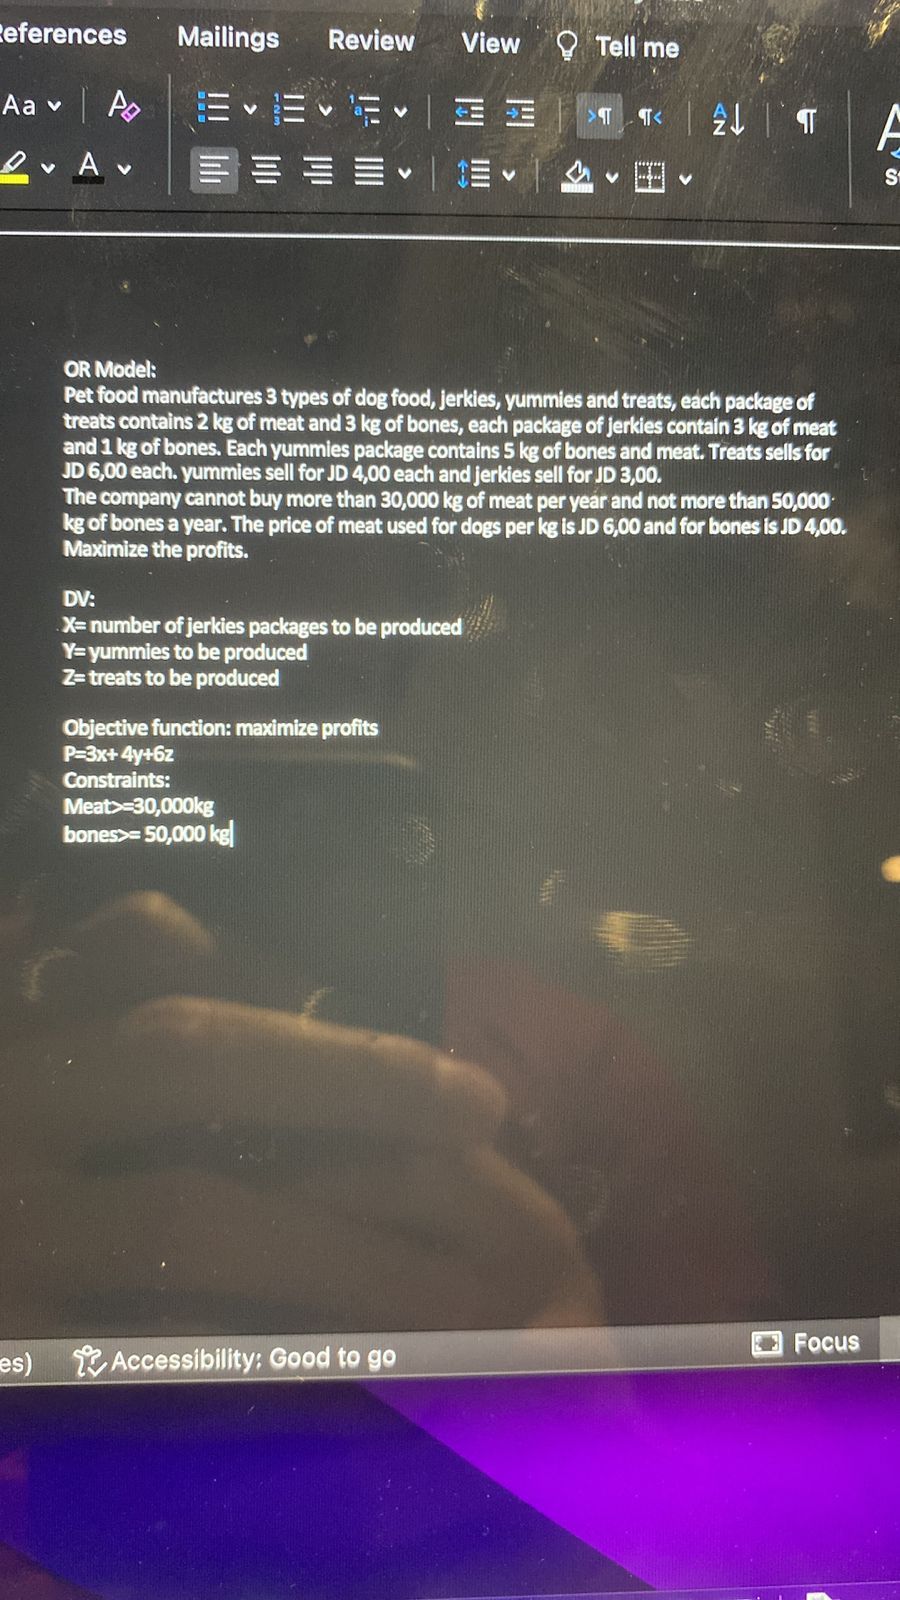 References Mailings Review View Tell me
Aa A
A
OR Model:
Pet food manufactures 3 types of dog food, jerkies, yummies and treats, each package of
treats contains 2 kg of meat and 3 kg of bones, each package of jerkies contain 3 kg of meat
and 1 kg of bones. Each yummies package contains 5 kg of bones and meat. Treats sells for
JD 6,00 each. yummies sell for JD 4,00 each and jerkies sell for JD 3,00.
The company cannot buy more than 30,000 kg of meat per year and not more than 50,000
kg of bones a year. The price of meat used for dogs per kg is JD 6,00 and for bones is JD 4,00.
Maximize the profits.
DV:
X= number of jerkies packages to be produced
Y= yummies to be produced
Z= treats to be produced
Objective function: maximize profits
P=3x+ 4y+6z
Constraints:
Meat>=30,000kg
bones>= 50,000 kg
Accessibility: Good to go Focus